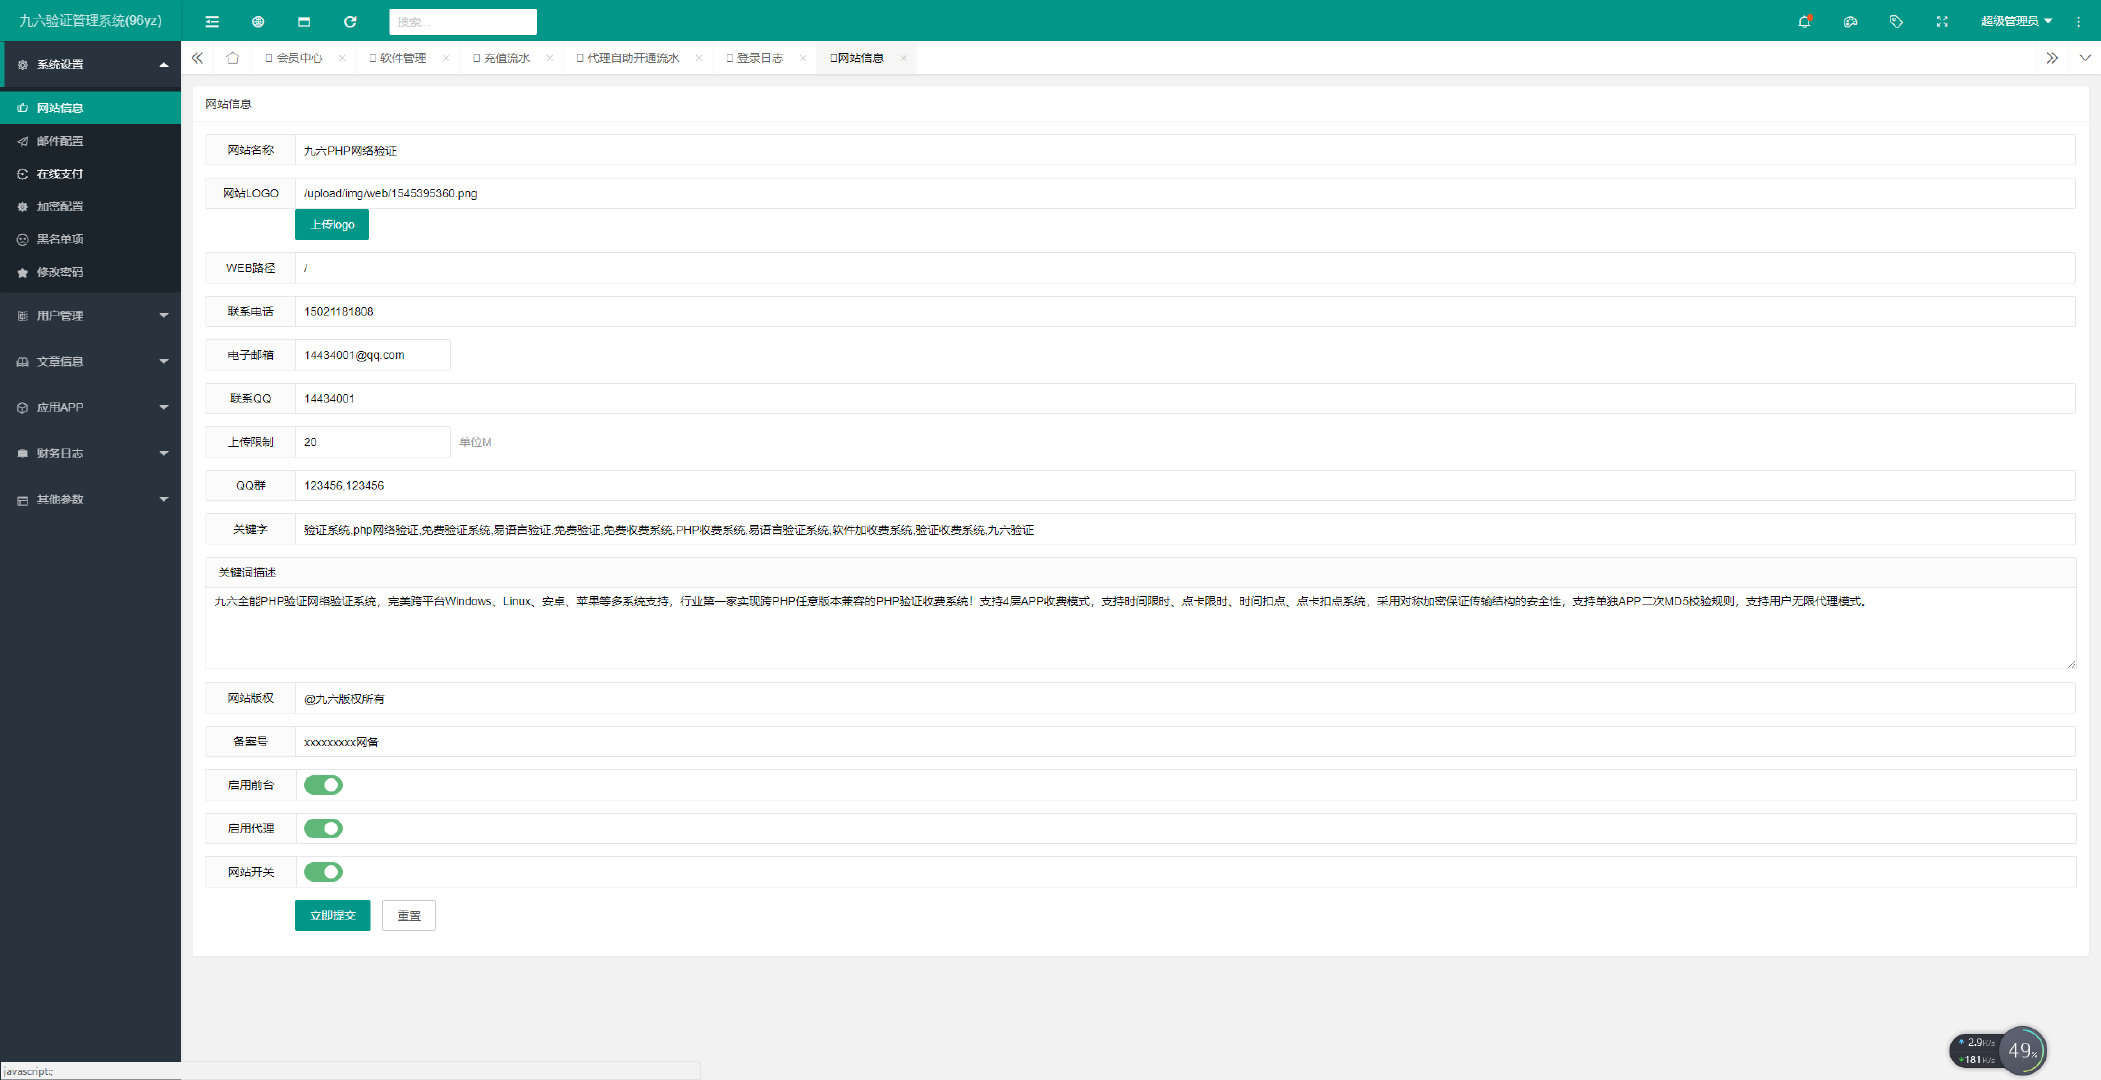 九六验证管理系统(96yz)
搜索...
超级管理员
会员中心
软件管理
充值流水
代理自助开通流水
登录日志
网站信息
系统设置
网站信息
邮件配置
在线支付
加密配置
黑名单项
修改密码
用户管理
文章信息
应用APP
财务日志
其他参数
网站信息
网站名称
九六PHP网络验证
网站LOGO
/upload/img/web/1545395360.png
上传logo
WEB路径
/
联系电话
15021181808
电子邮箱
14434001@qq.com
联系QQ
14434001
上传限制
20
单位M
QQ群
123456,123456
关键字
验证系统,php网络验证,免费验证系统,易语言验证,免费验证,免费收费系统,PHP收费系统,易语言验证系统,软件加收费系统,验证收费系统,九六验证
关键词描述
九六全能PHP验证网络验证系统，完美跨平台Windows、Linux、安卓、苹果等多系统支持，行业第一家实现跨PHP任意版本兼容的PHP验证收费系统！支持4层APP收费模式，支持时间限时、点卡限时、时间扣点、点卡扣点系统，采用对称加密保证传输结构的安全性，支持单独APP二次MD5校验规则，支持用户无限代理模式。
网站版权
@九六版权所有
备案号
xxxxxxxxx网备
启用前台
启用代理
网站开关
立即提交
重置
2.9K/s
181K/s
49%
javascript:;